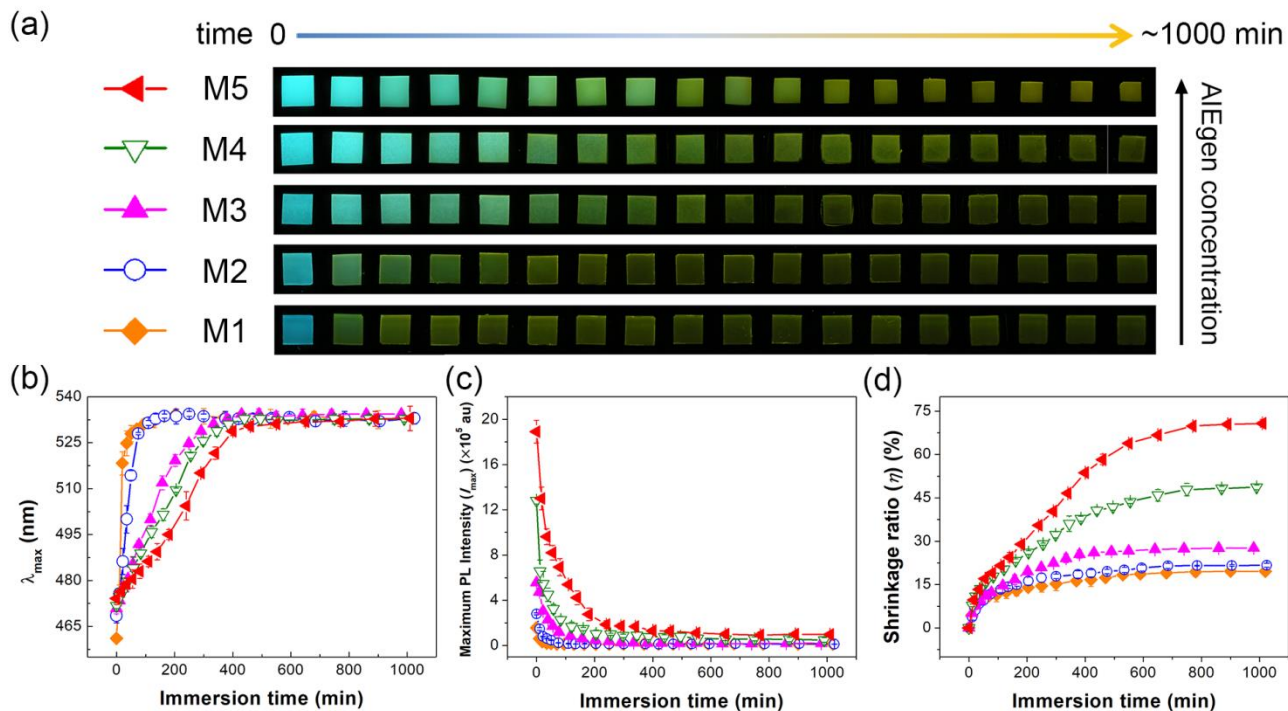 (a)
time 0 ~1000 min
M5
M4
M3
M2
M1
AIEgen concentration
(b)
540
525
510
495
480
465
λmax (nm)
0 200 400 600 800 1000
Immersion time (min)
(c)
20
16
12
8
4
0
Maximum PL Intensity (Imax) (×10⁵ au)
0 200 400 600 800 1000
Immersion time (min)
(d)
75
60
45
30
15
0
Shrinkage ratio (η) (%)
0 200 400 600 800 1000
Immersion time (min)